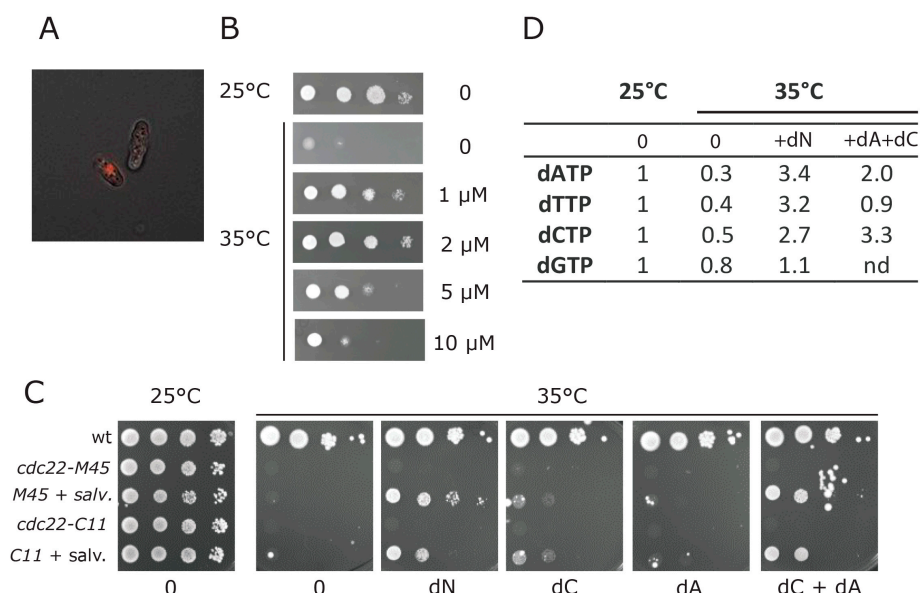 A
B
D
25°C
0
35°C
0
1 µM
2 µM
5 µM
10 µM
25°C 35°C
0 0 +dN +dA+dC
dATP 1 0.3 3.4 2.0
dTTP 1 0.4 3.2 0.9
dCTP 1 0.5 2.7 3.3
dGTP 1 0.8 1.1 nd
C
25°C 35°C
wt
cdc22-M45
M45 + salv.
cdc22-C11
C11 + salv.
0 0 dN dC dA dC + dA